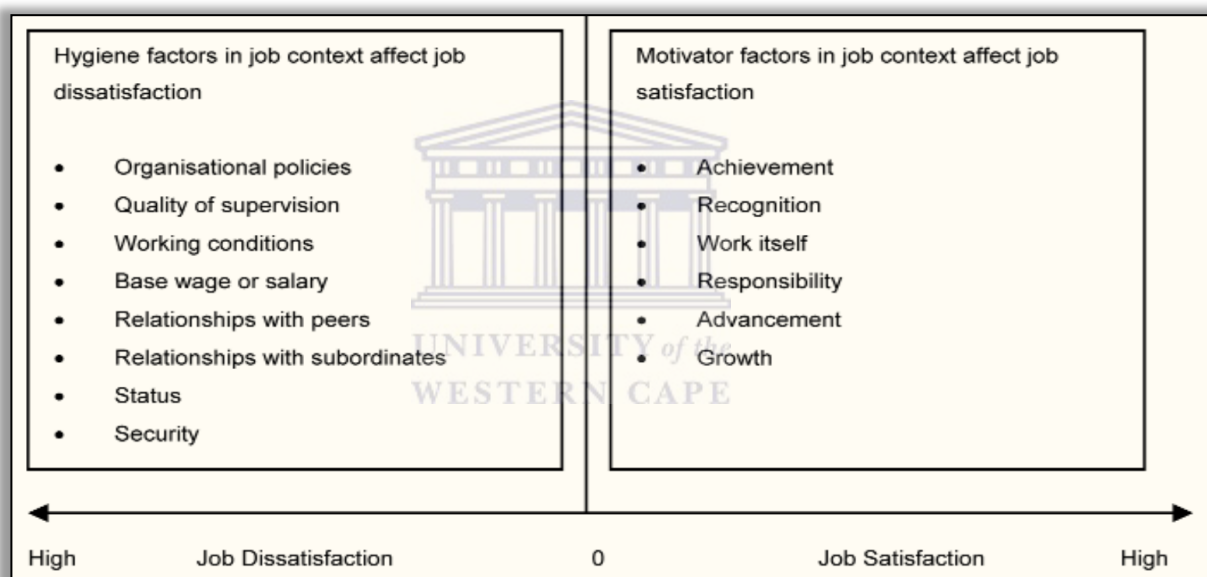 Hygiene factors in job context affect job
dissatisfaction
• Organisational policies
• Quality of supervision
• Working conditions
• Base wage or salary
• Relationships with peers
• Relationships with subordinates
• Status
• Security
Motivator factors in job context affect job
satisfaction
• Achievement
• Recognition
• Work itself
• Responsibility
• Advancement
• Growth
UNIVERSITY of the
WESTERN CAPE
High Job Dissatisfaction 0 Job Satisfaction High